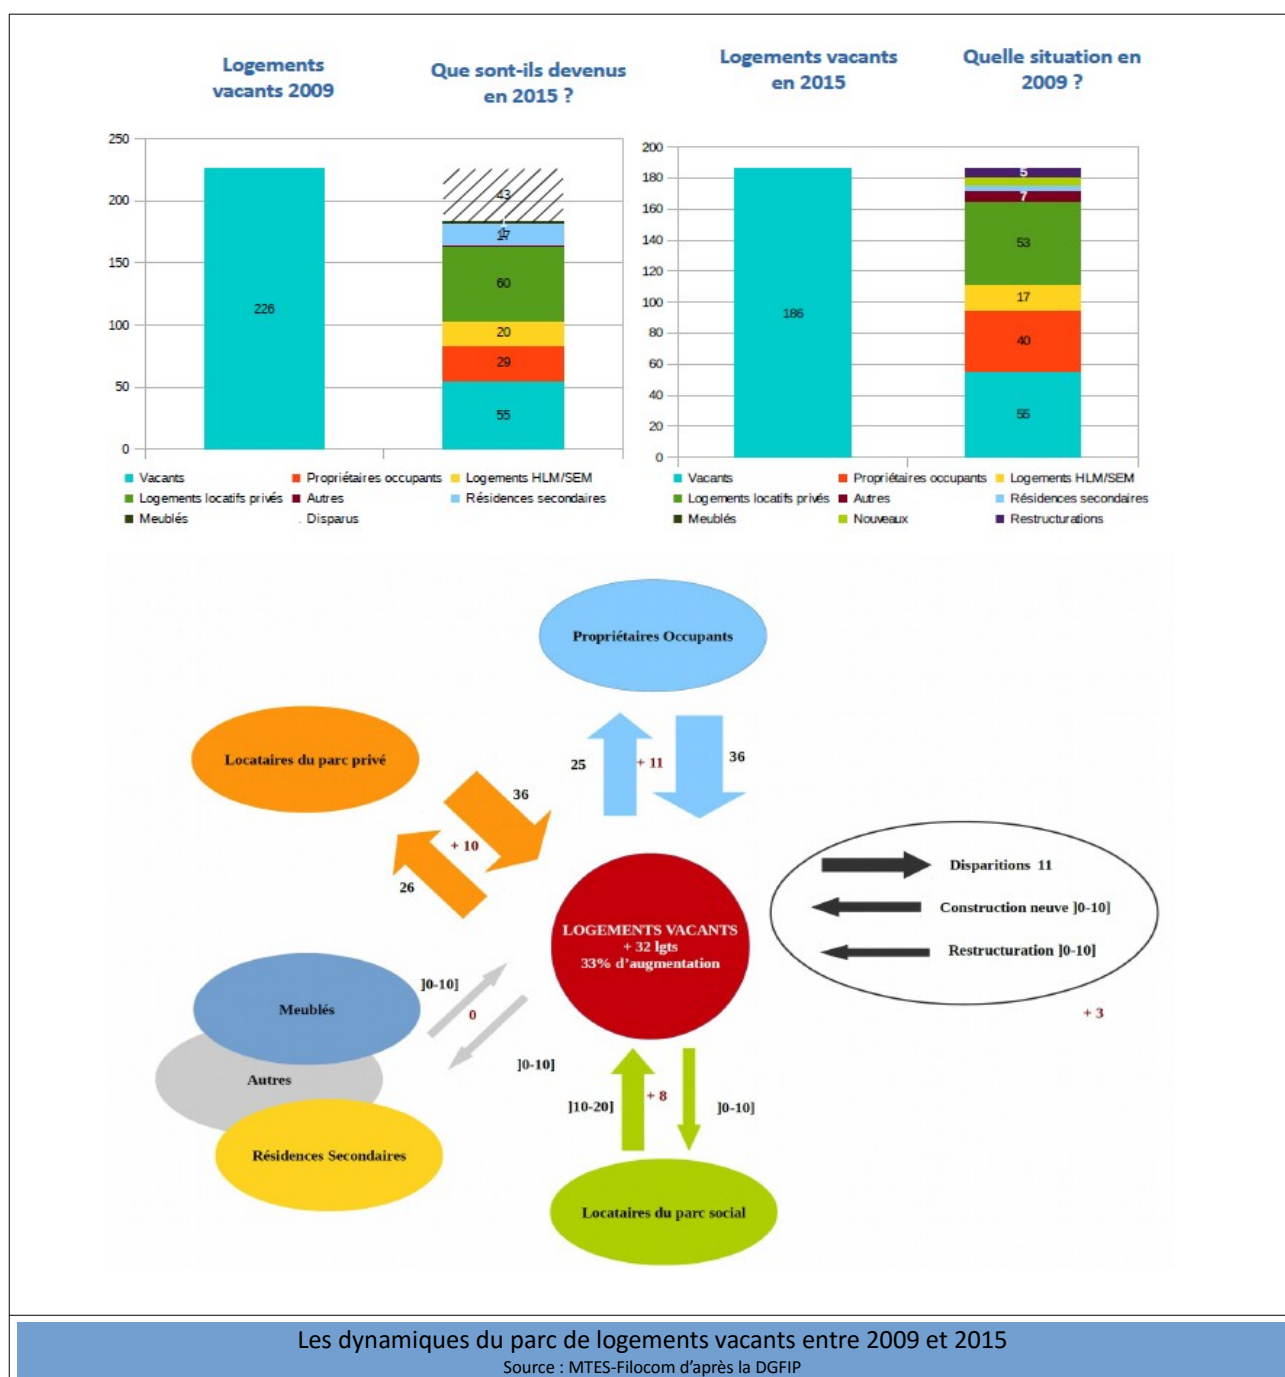 Logements
vacants 2009
Que sont-ils devenus
en 2015 ?
250
200
150
100
50
0
226
43
17
60
20
29
55
Vacants
Propriétaires occupants
Logements HLM/SEM
Logements locatifs privés
Autres
Résidences secondaires
Meublés
Disparus
Logements vacants
en 2015
Quelle situation en
2009 ?
200
180
160
140
120
100
80
60
40
20
0
186
5
7
53
17
40
55
Vacants
Propriétaires occupants
Logements HLM/SEM
Logements locatifs privés
Autres
Résidences secondaires
Meublés
Nouveaux
Restructurations
Propriétaires Occupants
25
+ 11
36
Locataires du parc privé
36
+ 10
26
LOGEMENTS VACANTS
+ 32 lgts
33% d’augmentation
Disparitions 11
Construction neuve ]0-10]
Restructuration ]0-10]
+ 3
Meublés
Autres
Résidences Secondaires
]0-10]
0
]0-10]
]10-20]
+ 8
]0-10]
Locataires du parc social
Les dynamiques du parc de logements vacants entre 2009 et 2015
Source : MTES-Filocom d’après la DGFIP